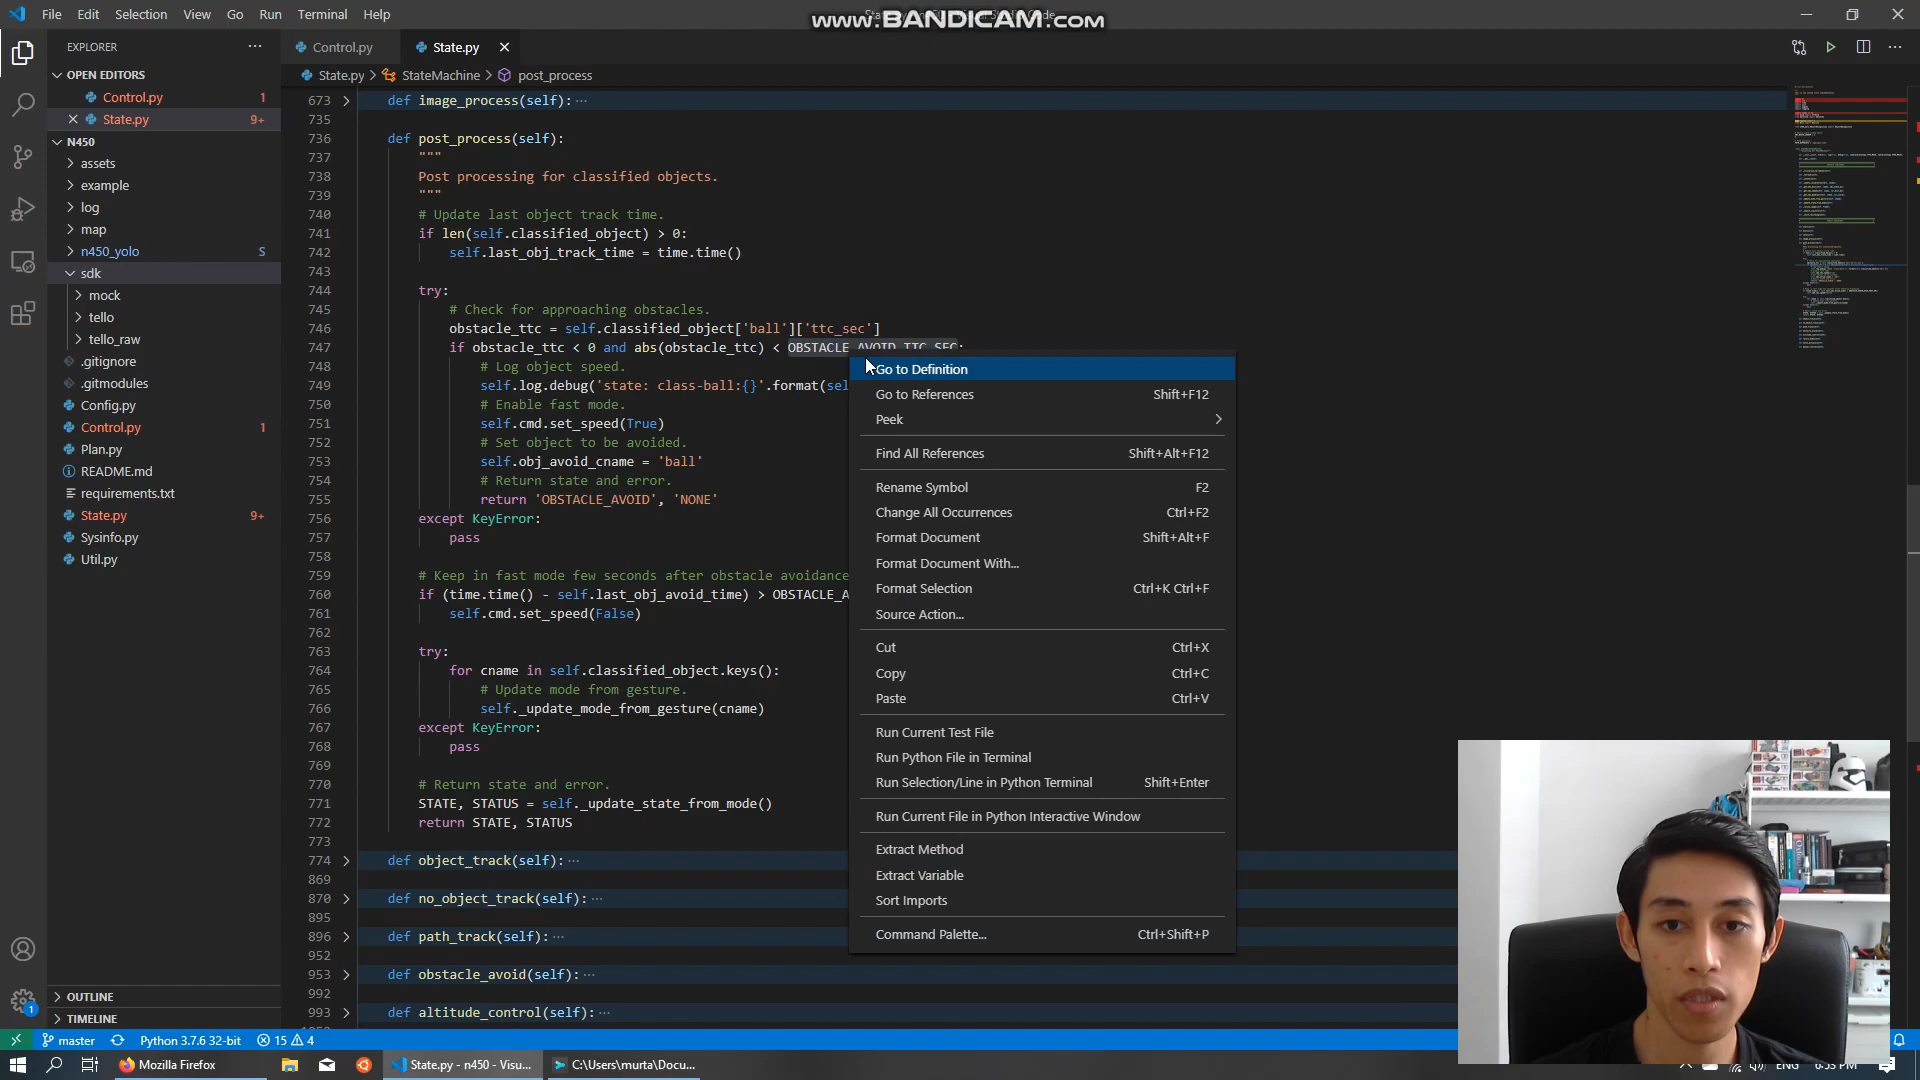 File Edit Selection View Go Run Terminal Help
www.BANDICAM.com
EXPLORER
Control.py
State.py
OPEN EDITORS
State.py > StateMachine > post_process
Control.py 1
State.py 9+
N450
assets
example
log
map
n450_yolo S
sdk
mock
tello
tello_raw
.gitignore
.gitmodules
Config.py
Control.py 1
Plan.py
README.md
requirements.txt
State.py 9+
Sysinfo.py
Util.py
OUTLINE
TIMELINE
673 def image_process(self): ...
735
736 def post_process(self):
737 """
738 Post processing for classified objects.
739 """
740 # Update last object track time.
741 if len(self.classified_object) > 0:
742 self.last_obj_track_time = time.time()
743
744 try:
745 # Check for approaching obstacles.
746 obstacle_ttc = self.classified_object['ball']['ttc_sec']
747 if obstacle_ttc < 0 and abs(obstacle_ttc) < OBSTACLE_AVOID_TTC_SEC:
748 # Log object speed.
749 self.log.debug('state: class-ball:{}'.format(sel
750 # Enable fast mode.
751 self.cmd.set_speed(True)
752 # Set object to be avoided.
753 self.obj_avoid_cname = 'ball'
754 # Return state and error.
755 return 'OBSTACLE_AVOID', 'NONE'
756 except KeyError:
757 pass
758
759 # Keep in fast mode few seconds after obstacle avoidance
760 if (time.time() - self.last_obj_avoid_time) > OBSTACLE_A
761 self.cmd.set_speed(False)
762
763 try:
764 for cname in self.classified_object.keys():
765 # Update mode from gesture.
766 self._update_mode_from_gesture(cname)
767 except KeyError:
768 pass
769
770 # Return state and error.
771 STATE, STATUS = self._update_state_from_mode()
772 return STATE, STATUS
773
774 def object_track(self): ...
869
870 def no_object_track(self): ...
895
896 def path_track(self): ...
952
953 def obstacle_avoid(self): ...
992
993 def altitude_control(self): ...
Go to Definition
Go to References Shift+F12
Peek
Find All References Shift+Alt+F12
Rename Symbol F2
Change All Occurrences Ctrl+F2
Format Document Shift+Alt+F
Format Document With...
Format Selection Ctrl+K Ctrl+F
Source Action...
Cut Ctrl+X
Copy Ctrl+C
Paste Ctrl+V
Run Current Test File
Run Python File in Terminal
Run Selection/Line in Python Terminal Shift+Enter
Run Current File in Python Interactive Window
Extract Method
Extract Variable
Sort Imports
Command Palette... Ctrl+Shift+P
1
master Python 3.7.6 32-bit 15 4
Mozilla Firefox
State.py - n450 - Visu...
C:\Users\murta\Docu...
ENG